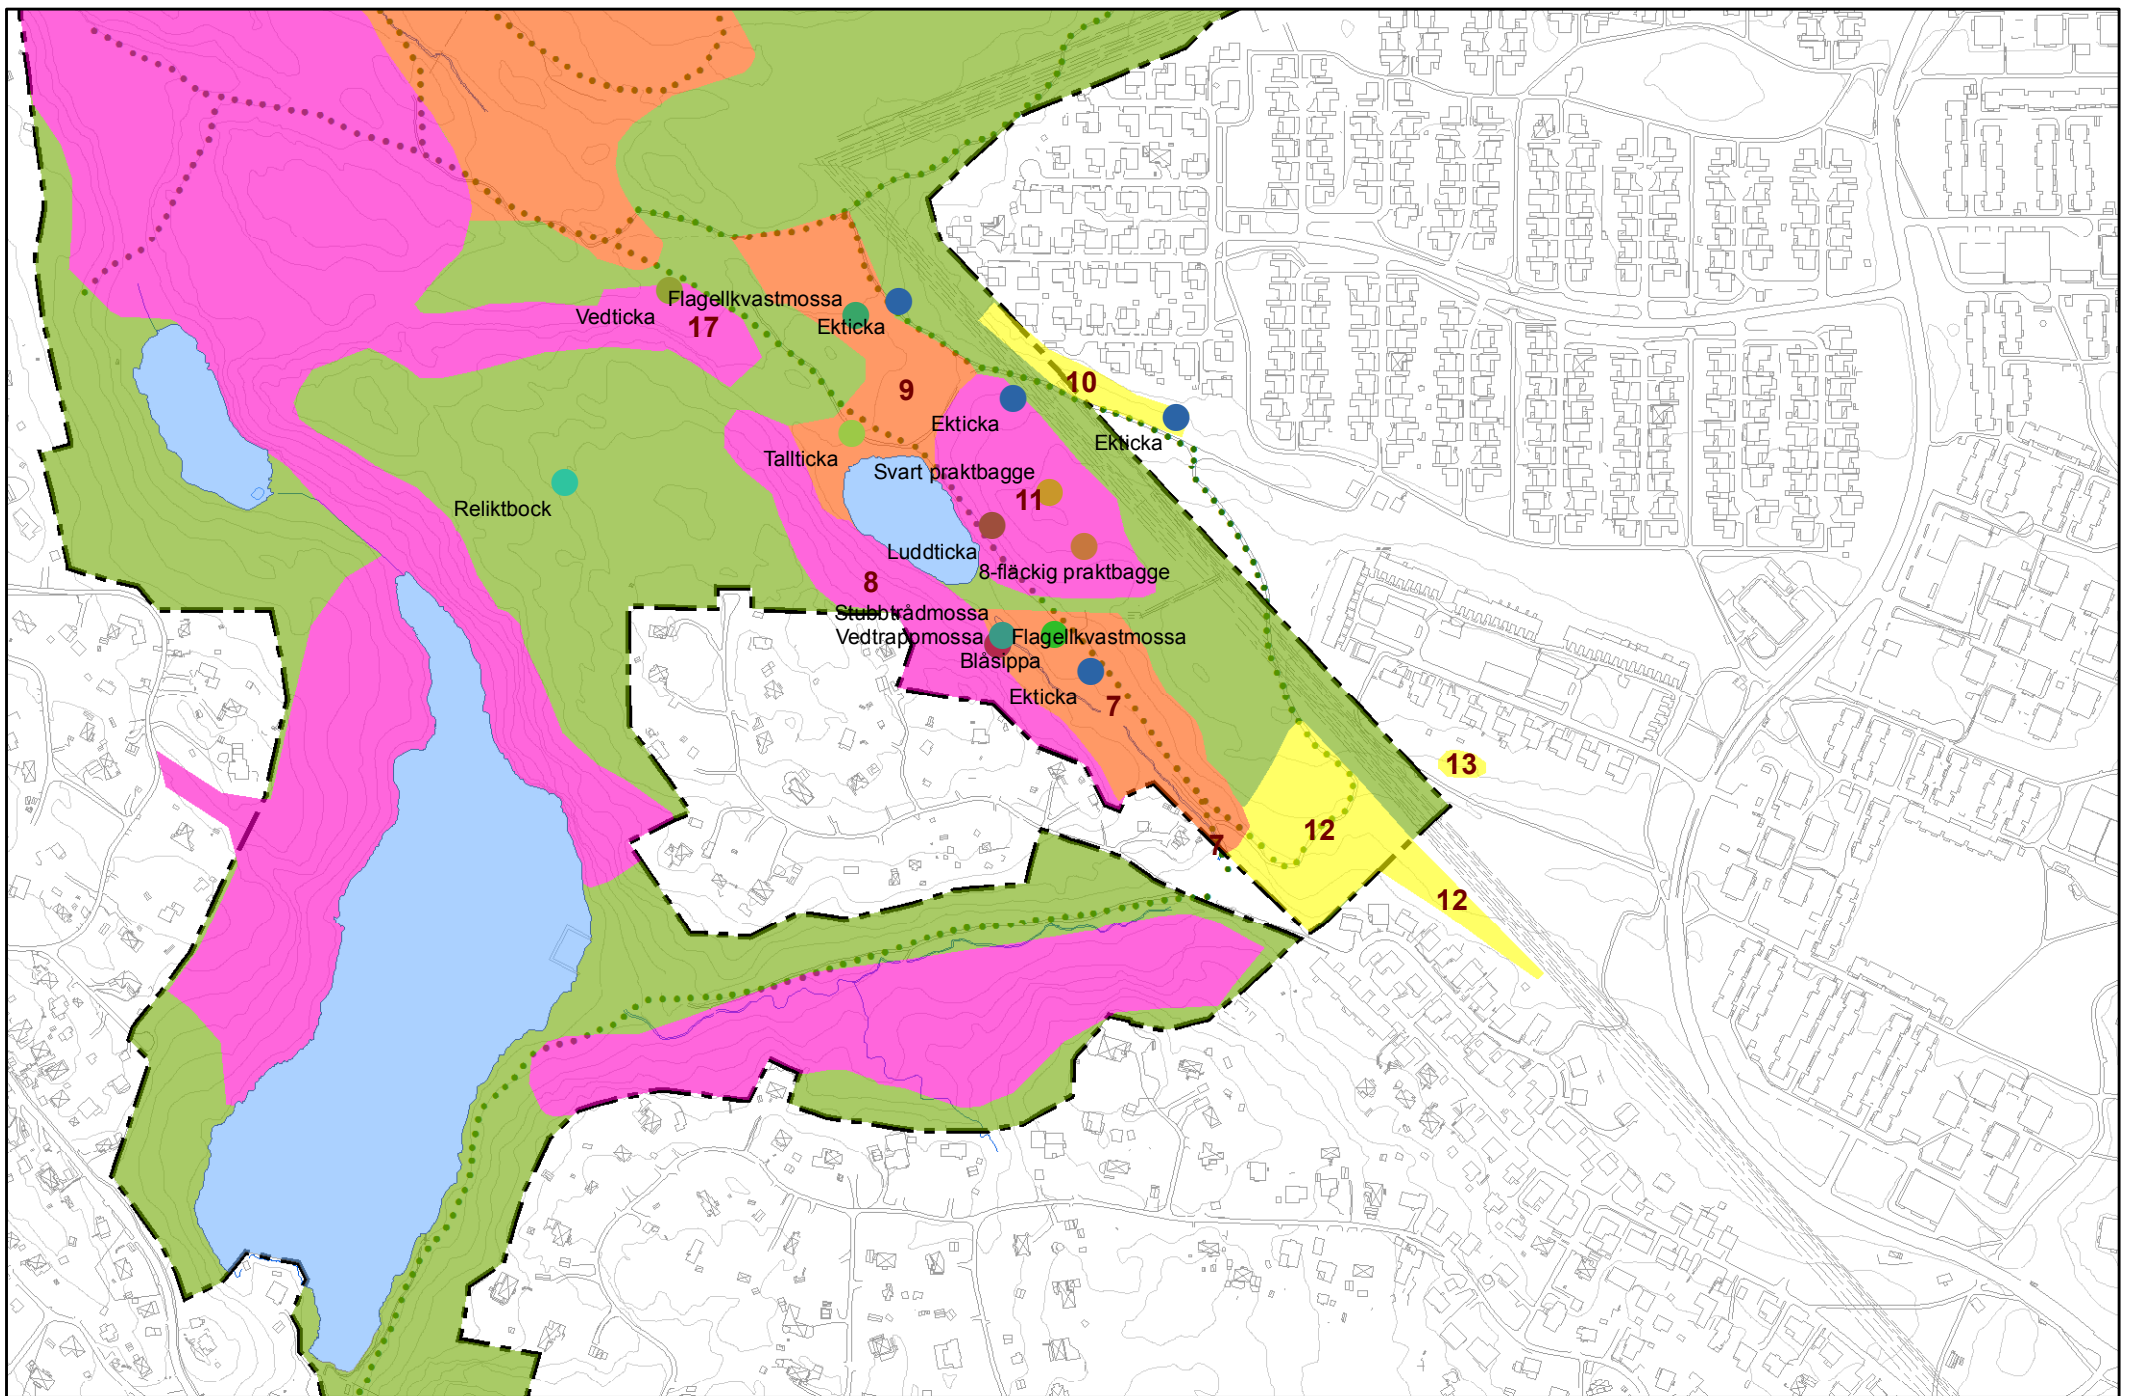 Flagellkvastmossa
Vedticka
17
Ekticka
10
9
Ekticka
Ekticka
Tallticka
Svart praktbagge
11
Reliktbock
Luddticka
8-fläckig praktbagge
8
Stubbtrådmossa
Vedtrappmossa
Flagellkvastmossa
Blåsippa
Ekticka
7
13
12
7
12